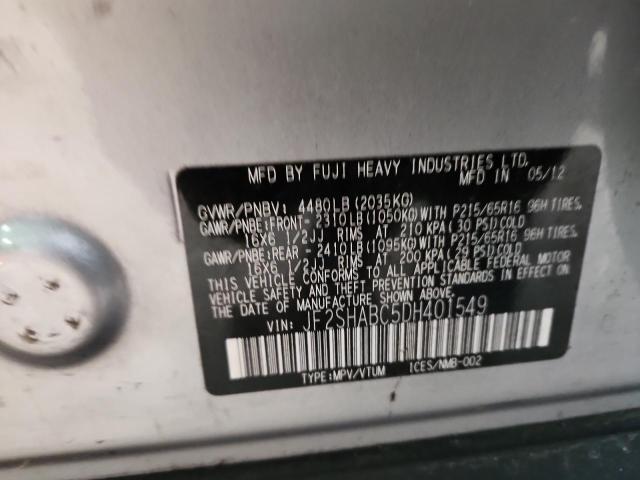 MFD BY FUJI HEAVY INDUSTRIES LTD.
MFD IN 05/12
GVWR/PNBV: 4480LB(2035KG)
GAWR/PNBE:FRONT- 2310LB(1050KG)WITH P215/65R16 96H TIRES,
16X6 1/2JJ RIMS AT 210 KPA(30 PSI)COLD
GAWR/PNBE:REAR - 2410LB(1095KG)WITH P215/65R16 96H TIRES,
16X6 1/2JJ RIMS AT 200 KPA(29 PSI)COLD
THIS VEHICLE CONFORMS TO ALL APPLICABLE FEDERAL MOTOR
VEHICLE SAFETY AND THEFT PREVENTION STANDARDS IN EFFECT ON
THE DATE OF MANUFACTURE SHOWN ABOVE.
VIN: JF2SHABC5DH401549
TYPE:MPV/VTUM ICES/NMB-002